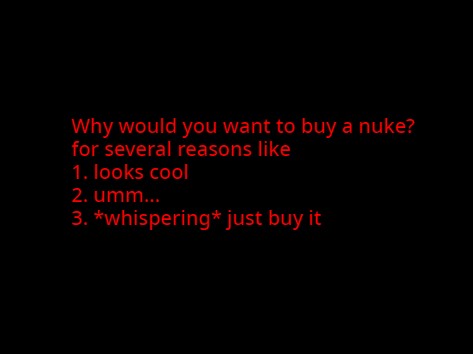 Why would you want to buy a nuke?
for several reasons like
1. looks cool
2. umm...
3. *whispering* just buy it